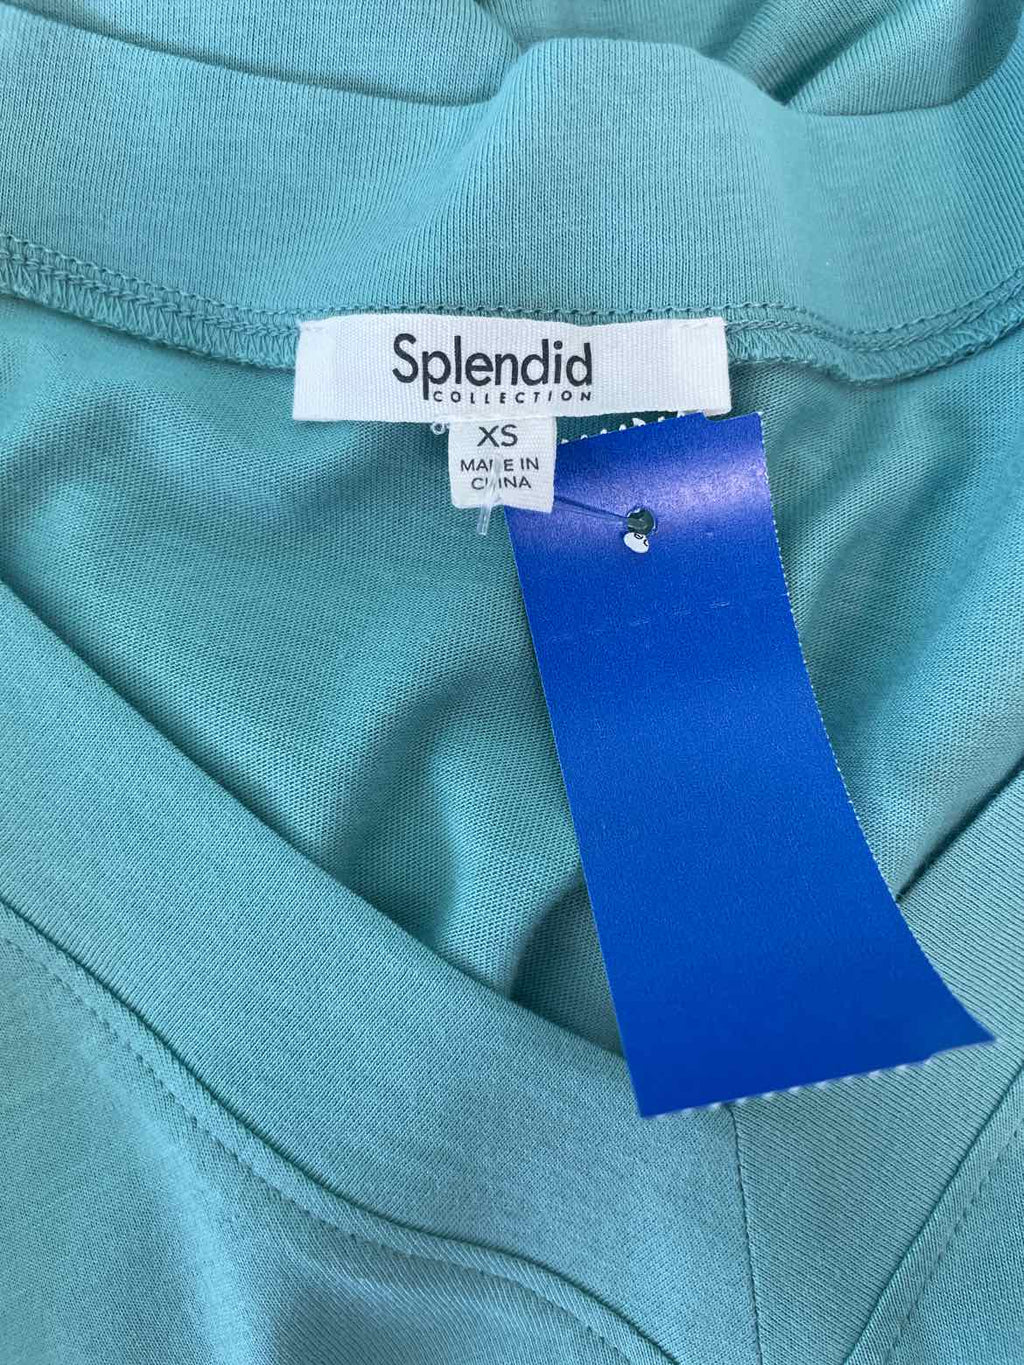 Splendid
COLLECTION
XS
MADE IN
CHINA